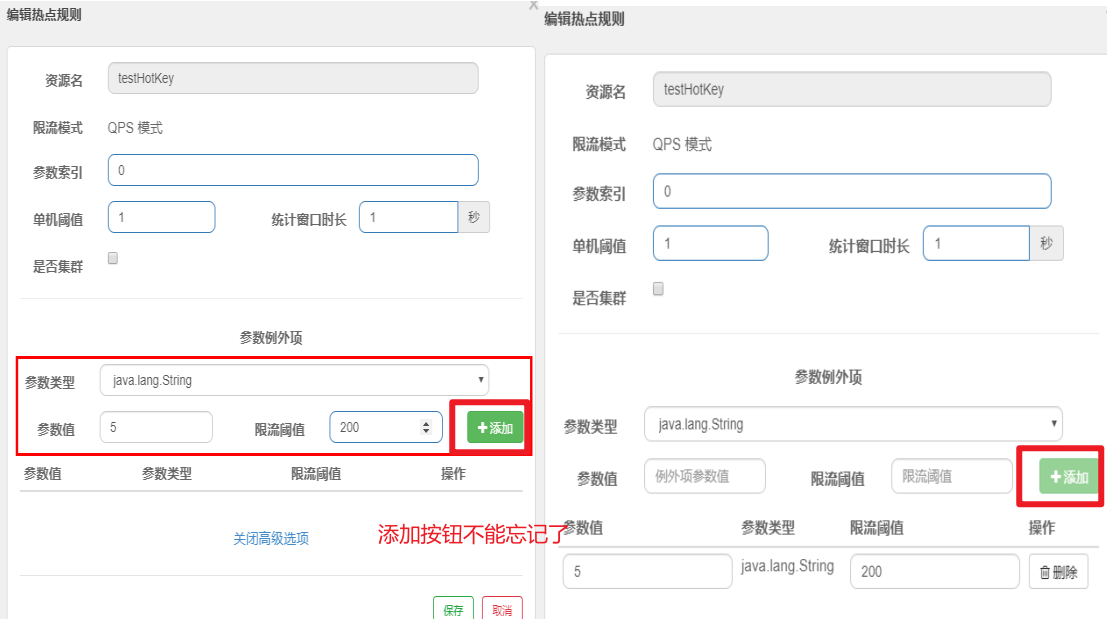 编辑热点规则
资源名 testHotKey
限流模式 QPS 模式
参数索引 0
单机阈值 1 统计窗口时长 1 秒
是否集群
参数例外项
参数类型 java.lang.String
参数值 5 限流阈值 200 +添加
参数值 参数类型 限流阈值 操作
关闭高级选项
保存 取消
添加按钮不能忘记了
x
编辑热点规则
资源名 testHotKey
限流模式 QPS 模式
参数索引 0
单机阈值 1 统计窗口时长 1 秒
是否集群
参数例外项
参数类型 java.lang.String
参数值 例外项参数值 限流阈值 限流阈值 +添加
参数值 参数类型 限流阈值 操作
5 java.lang.String 200 删除